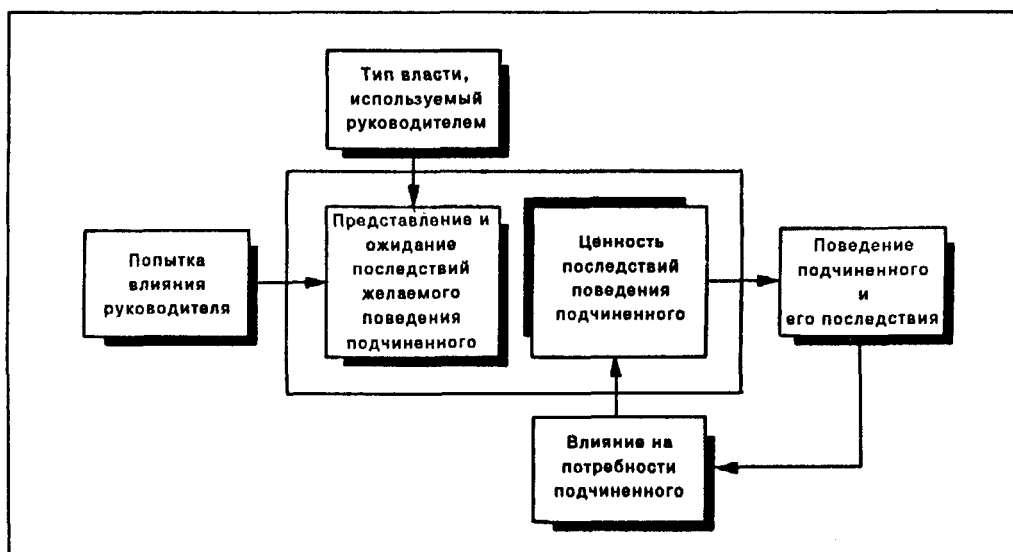 Тип власти,
используемый
руководителем
Попытка
влияния
руководителя
Представление и
ожидание
последствий
желаемого
поведения
подчиненного
Ценность
последствий
поведения
подчиненного
Поведение
подчиненного
и
его последствия
Влияние на
потребности
подчиненного